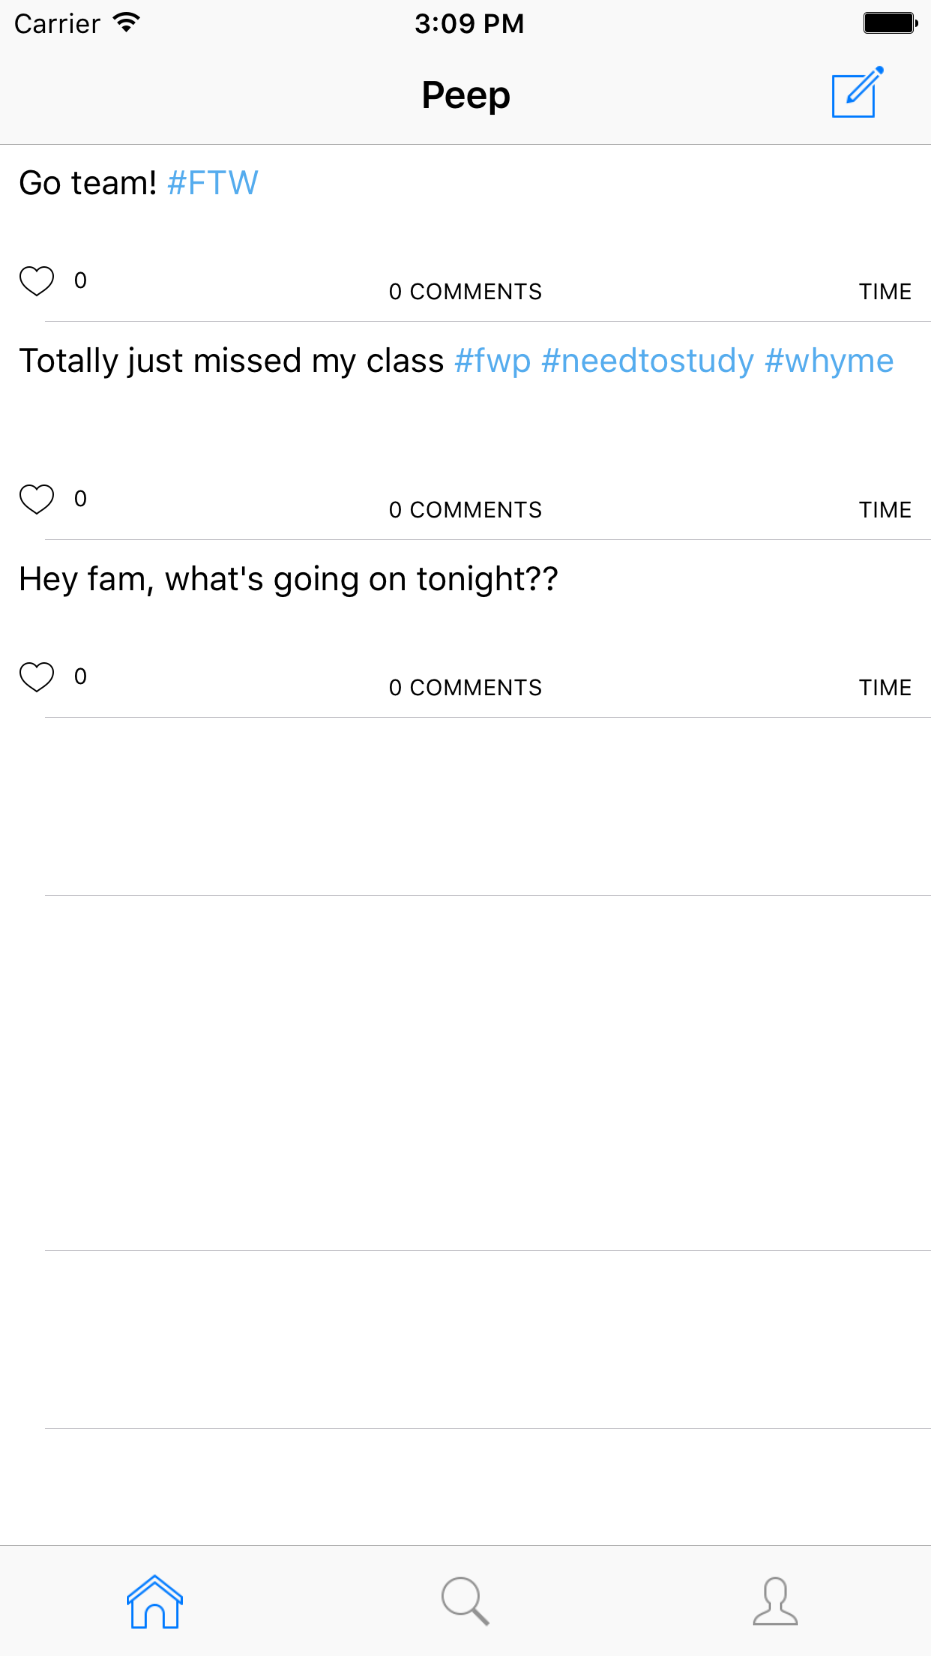 Carrier 3:09 PM
Peep
Go team! #FTW
0 0 COMMENTS TIME
Totally just missed my class #fwp #needtostudy #whyme
0 0 COMMENTS TIME
Hey fam, what's going on tonight??
0 0 COMMENTS TIME